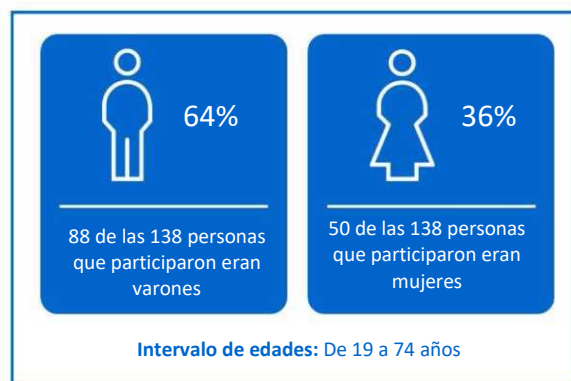 64%
88 de las 138 personas
que participaron eran
varones
36%
50 de las 138 personas
que participaron eran
mujeres
Intervalo de edades: De 19 a 74 años